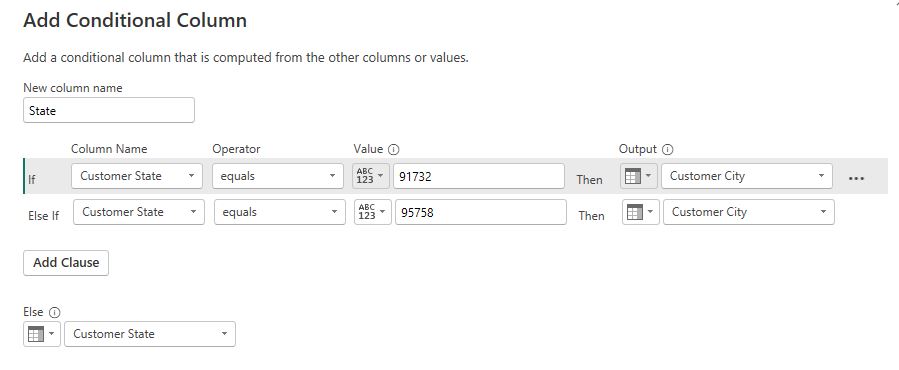 Add Conditional Column
Add a conditional column that is computed from the other columns or values.
New column name
State
Column Name Operator Value Output
If Customer State equals ABC 123 91732 Then Customer City ...
Else If Customer State equals ABC 123 95758 Then Customer City
Add Clause
Else
Customer State